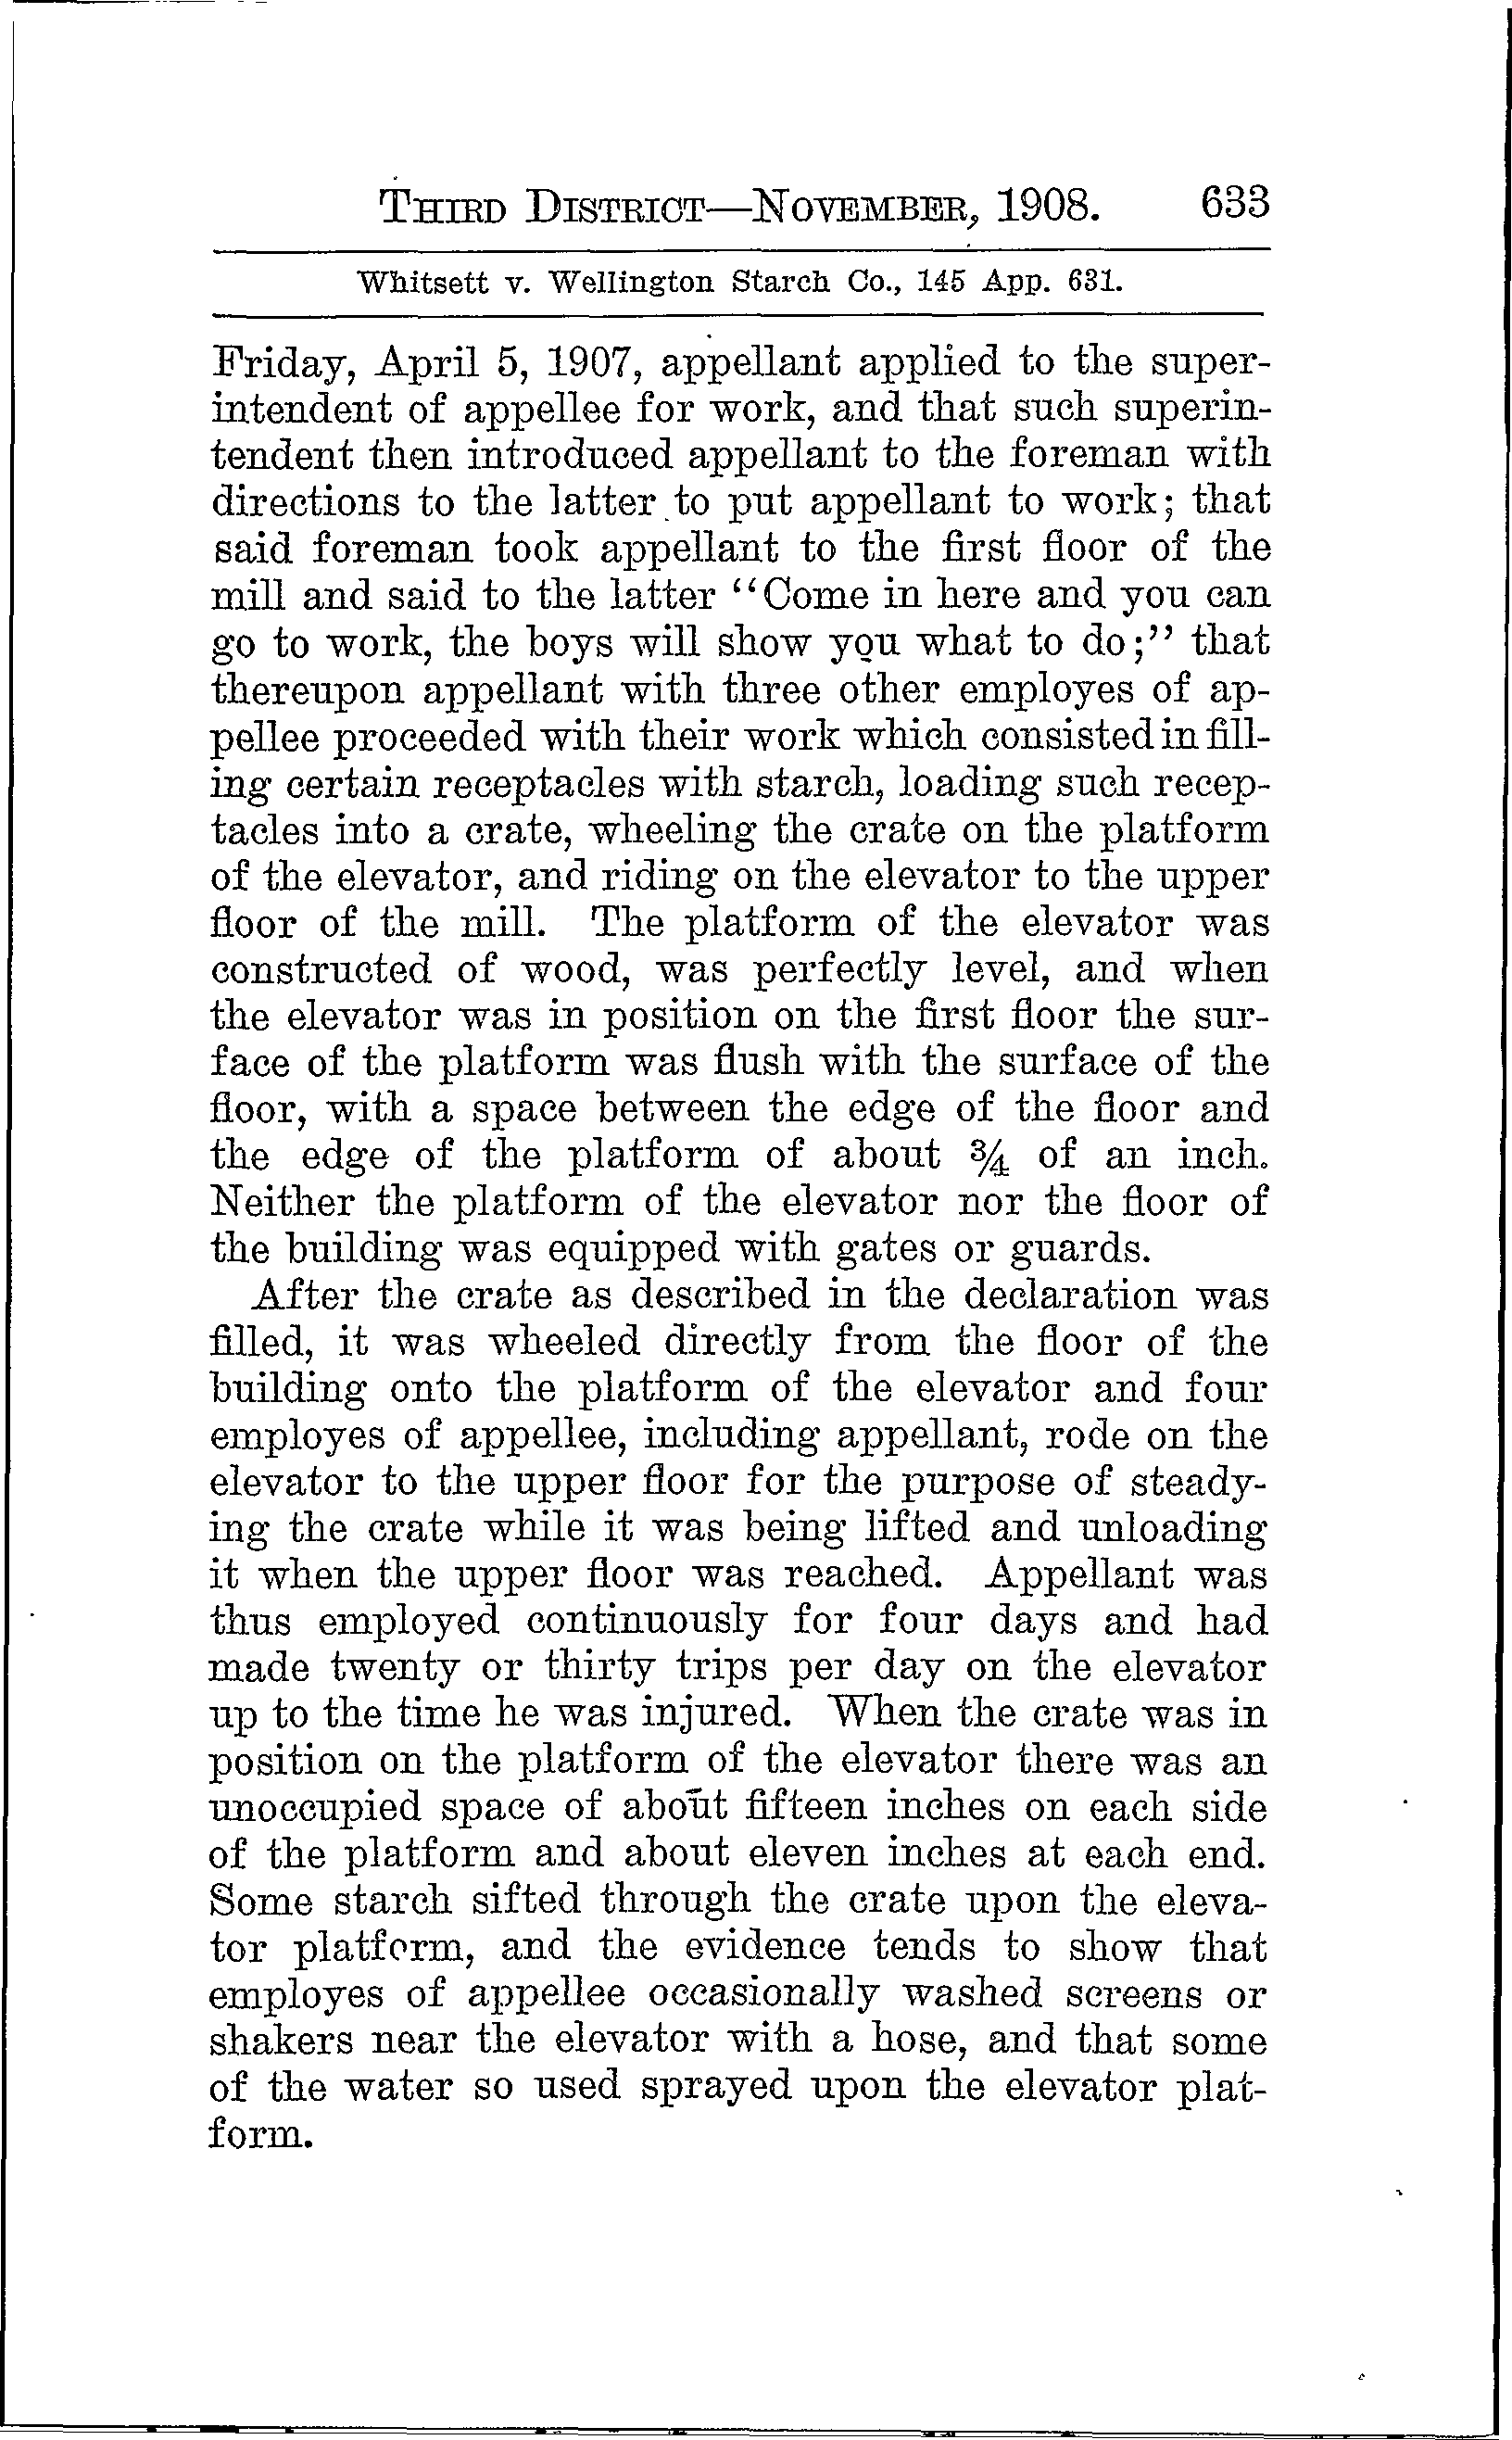 THIRD DISTRICT—NOVEMBER, 1908. 633
Whitsett v. Wellington Starch Co., 145 App. 631.
Friday, April 5, 1907, appellant applied to the super-
intendent of appellee for work, and that such superin-
tendent then introduced appellant to the foreman with
directions to the latter to put appellant to work; that
said foreman took appellant to the first floor of the
mill and said to the latter “Come in here and you can
go to work, the boys will show you what to do;” that
thereupon appellant with three other employes of ap-
pellee proceeded with their work which consisted in fill-
ing certain receptacles with starch, loading such recep-
tacles into a crate, wheeling the crate on the platform
of the elevator, and riding on the elevator to the upper
floor of the mill. The platform of the elevator was
constructed of wood, was perfectly level, and when
the elevator was in position on the first floor the sur-
face of the platform was flush with the surface of the
floor, with a space between the edge of the floor and
the edge of the platform of about ¾ of an inch.
Neither the platform of the elevator nor the floor of
the building was equipped with gates or guards.
After the crate as described in the declaration was
filled, it was wheeled directly from the floor of the
building onto the platform of the elevator and four
employes of appellee, including appellant, rode on the
elevator to the upper floor for the purpose of steady-
ing the crate while it was being lifted and unloading
it when the upper floor was reached. Appellant was
thus employed continuously for four days and had
made twenty or thirty trips per day on the elevator
up to the time he was injured. When the crate was in
position on the platform of the elevator there was an
unoccupied space of about fifteen inches on each side
of the platform and about eleven inches at each end.
Some starch sifted through the crate upon the eleva-
tor platform, and the evidence tends to show that
employes of appellee occasionally washed screens or
shakers near the elevator with a hose, and that some
of the water so used sprayed upon the elevator plat-
form.